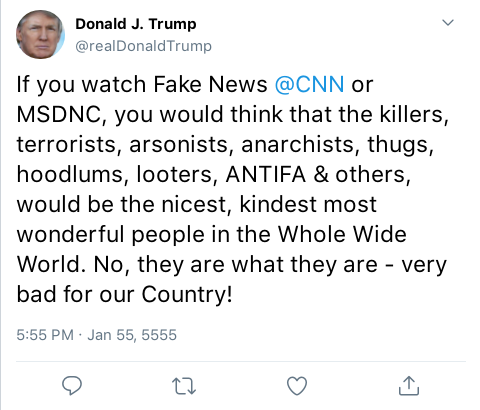 Donald J. Trump
@realDonaldTrump
If you watch Fake News @CNN or
MSDNC, you would think that the killers,
terrorists, arsonists, anarchists, thugs,
hoodlums, looters, ANTIFA & others,
would be the nicest, kindest most
wonderful people in the Whole Wide
World. No, they are what they are - very
bad for our Country!
5:55 PM · Jan 55, 5555